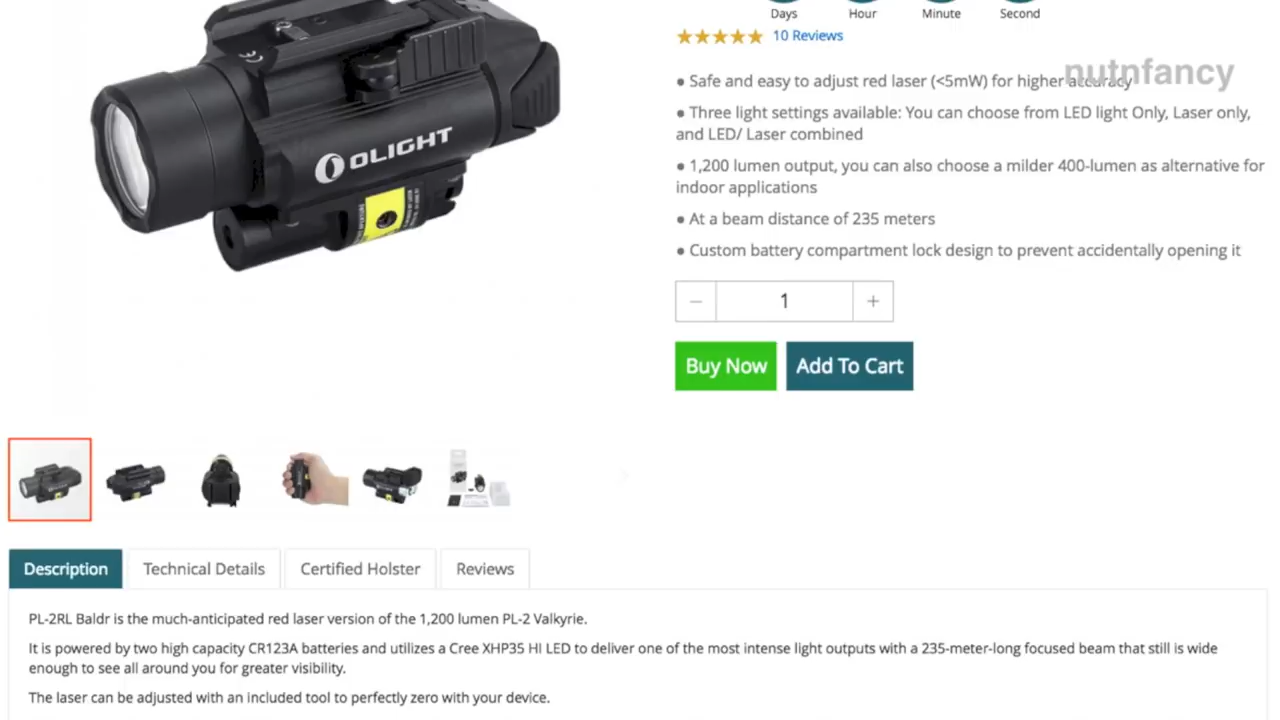 Days Hour Minute Second
10 Reviews
nutnfancy
● Safe and easy to adjust red laser (<5mW) for higher accuracy
● Three light settings available: You can choose from LED light Only, Laser only,
and LED/ Laser combined
● 1,200 lumen output, you can also choose a milder 400-lumen as alternative for
indoor applications
● At a beam distance of 235 meters
● Custom battery compartment lock design to prevent accidentally opening it
OLIGHT
− 1 +
Buy Now Add To Cart
Description Technical Details Certified Holster Reviews
PL-2RL Baldr is the much-anticipated red laser version of the 1,200 lumen PL-2 Valkyrie.
It is powered by two high capacity CR123A batteries and utilizes a Cree XHP35 HI LED to deliver one of the most intense light outputs with a 235-meter-long focused beam that still is wide
enough to see all around you for greater visibility.
The laser can be adjusted with an included tool to perfectly zero with your device.